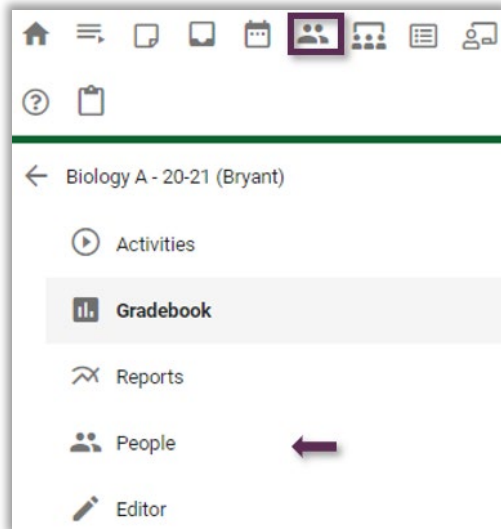 Biology A - 20-21 (Bryant)
Activities
Gradebook
Reports
People
Editor